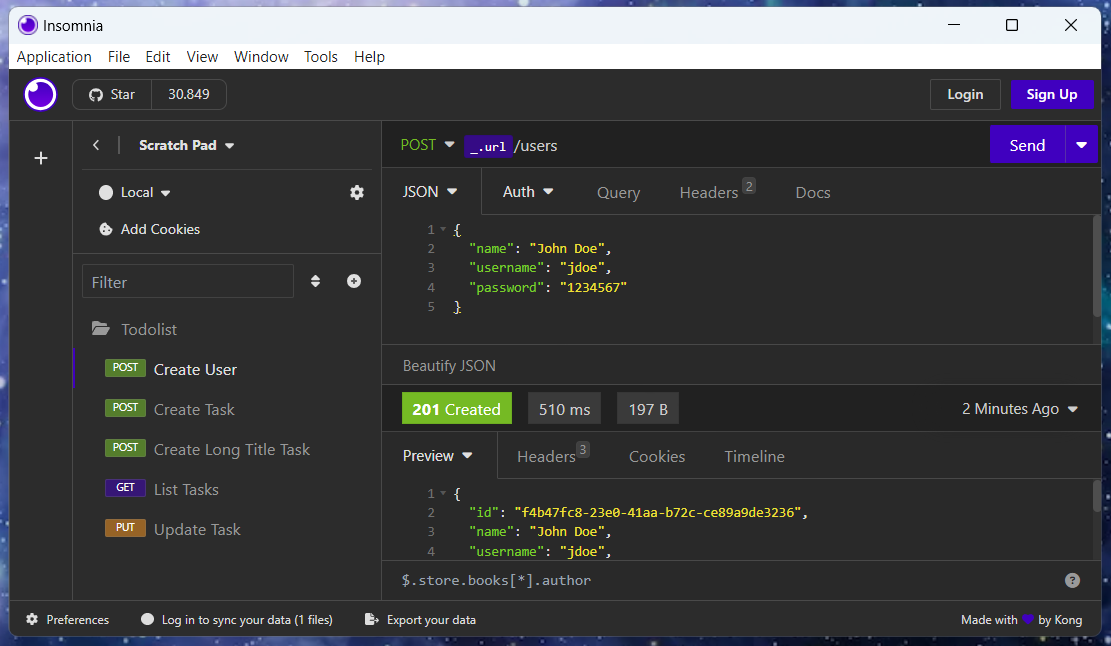 Insomnia
Application File Edit View Window Tools Help
Star 30.849 Login Sign Up
Scratch Pad
Local
Add Cookies
Filter
Todolist
POST Create User
POST Create Task
POST Create Long Title Task
GET List Tasks
PUT Update Task
POST _.url/users Send
JSON Auth Query Headers 2 Docs
1 {
2 "name": "John Doe",
3 "username": "jdoe",
4 "password": "1234567"
5 }
Beautify JSON
201 Created 510 ms 197 B 2 Minutes Ago
Preview Headers 3 Cookies Timeline
1 {
2 "id": "f4b47fc8-23e0-41aa-b72c-ce89a9de3236",
3 "name": "John Doe",
4 "username": "jdoe",
$.store.books[*].author ?
Preferences Log in to sync your data (1 files) Export your data Made with by Kong